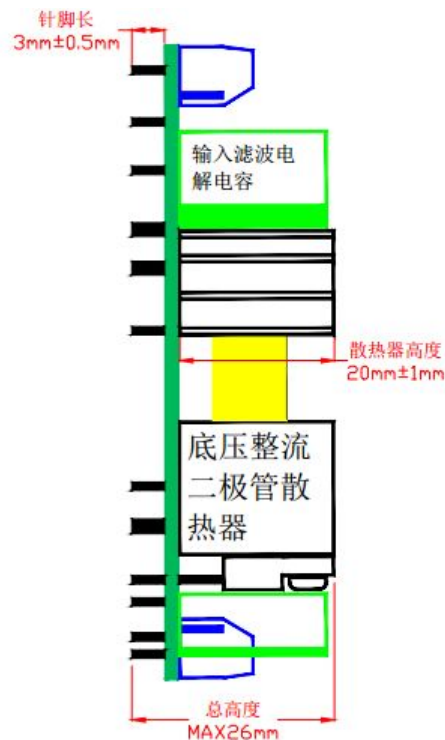 针脚长
3mm±0.5mm
输入滤波电
解电容
散热器高度
20mm±1mm
底压整流
二极管散
热器
总高度
MAX26mm